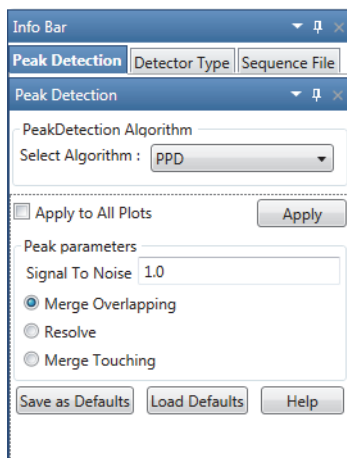 Info Bar
Peak Detection Detector Type Sequence File
Peak Detection
PeakDetection Algorithm
Select Algorithm : PPD
Apply to All Plots Apply
Peak parameters
Signal To Noise 1.0
Merge Overlapping
Resolve
Merge Touching
Save as Defaults Load Defaults Help